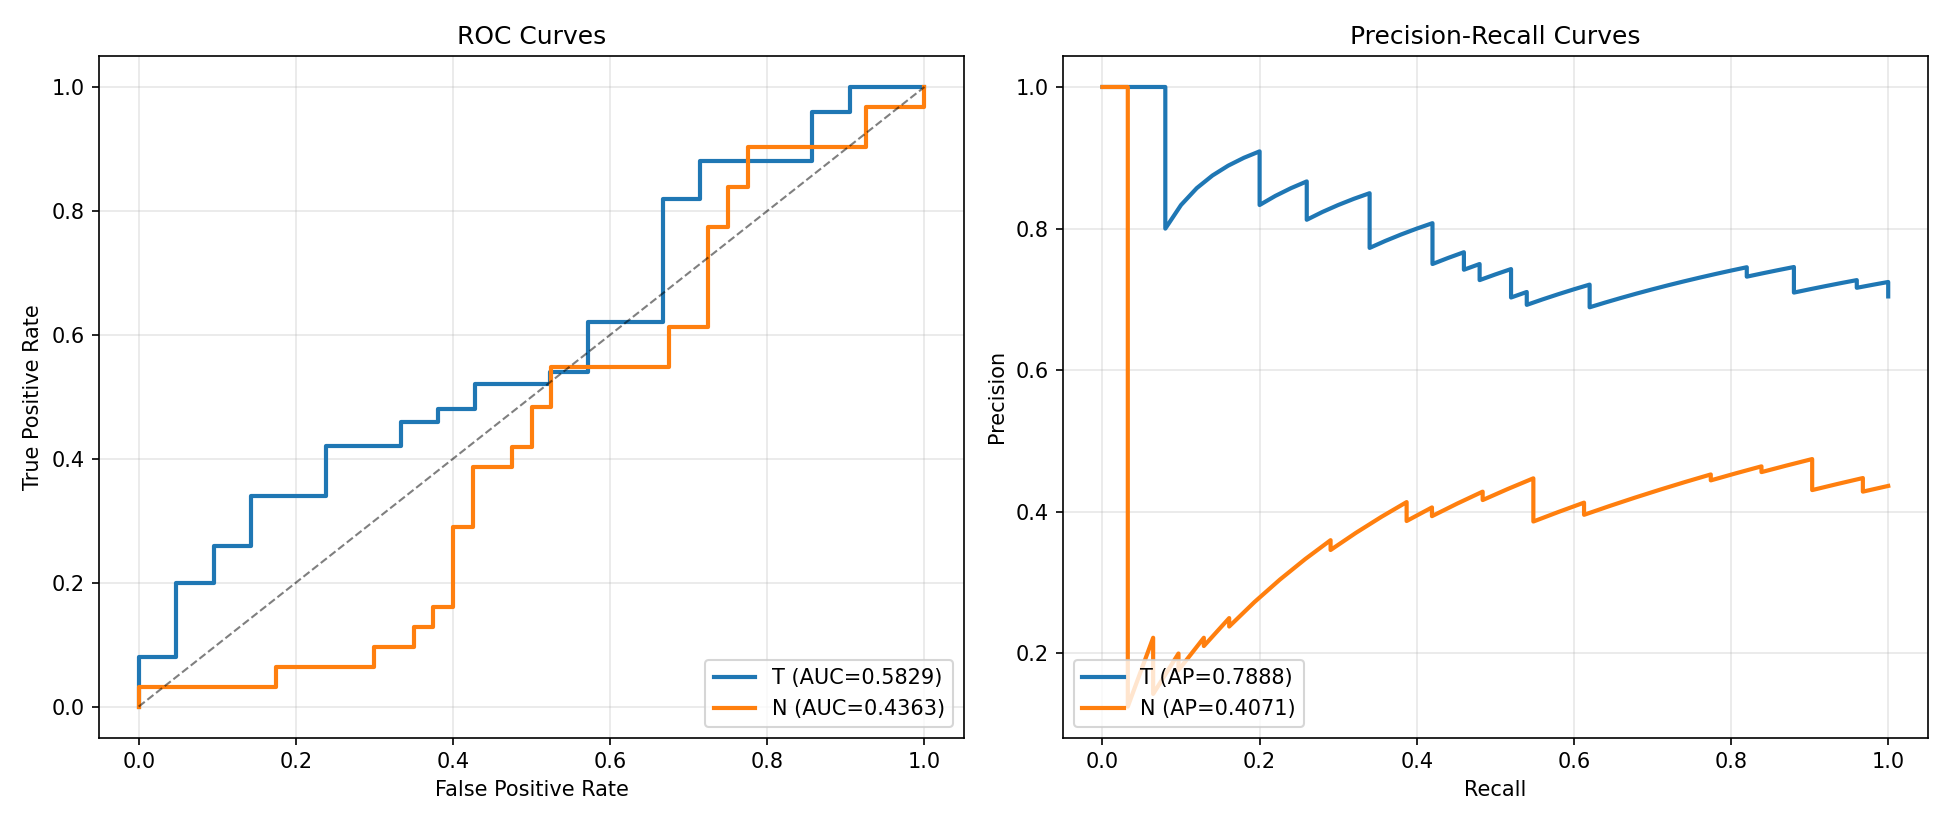 ROC Curves
True Positive Rate
1.0
0.8
0.6
0.4
0.2
0.0
T (AUC=0.5829)
N (AUC=0.4363)
0.0 0.2 0.4 0.6 0.8 1.0
False Positive Rate
Precision-Recall Curves
Precision
1.0
0.8
0.6
0.4
0.2
T (AP=0.7888)
N (AP=0.4071)
0.0 0.2 0.4 0.6 0.8 1.0
Recall